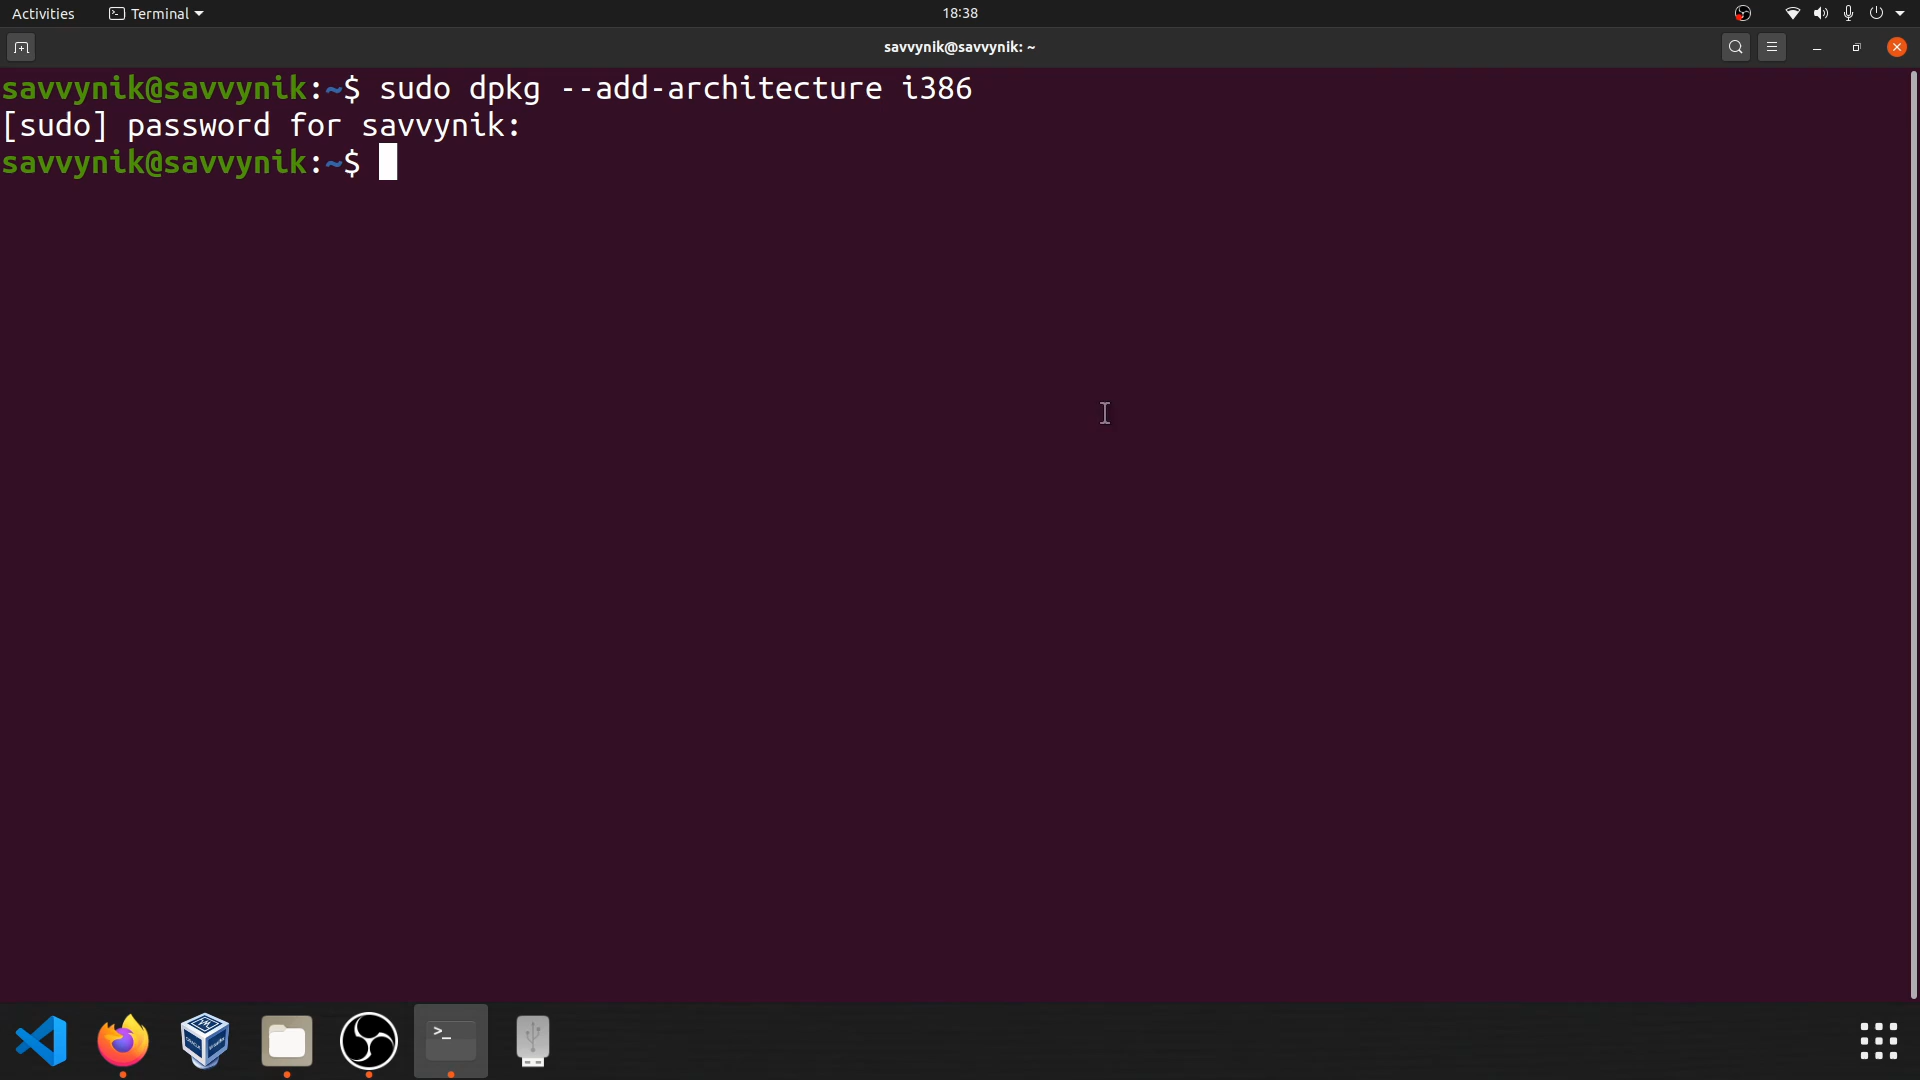 Activities
Terminal
18:38
savvynik@savvynik: ~
savvynik@savvynik:~$ sudo dpkg --add-architecture i386
[sudo] password for savvynik:
savvynik@savvynik:~$
>_